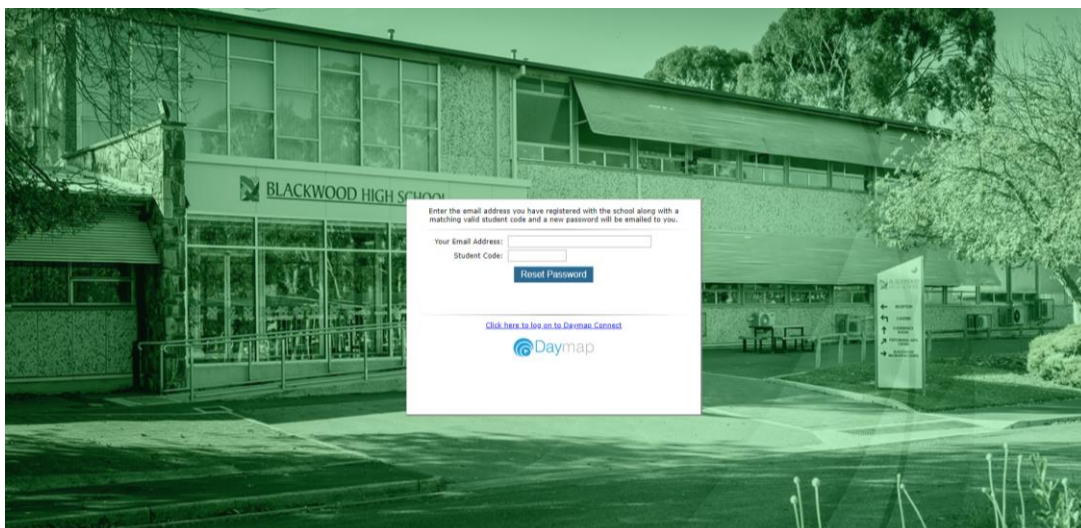 BLACKWOOD HIGH SCHOOL
Enter the email address you have registered with the school along with a
matching valid student code and a new password will be emailed to you.
Your Email Address:
Student Code:
Reset Password
Click here to log on to Daymap Connect
Daymap
BLACKWOOD
RECEPTION